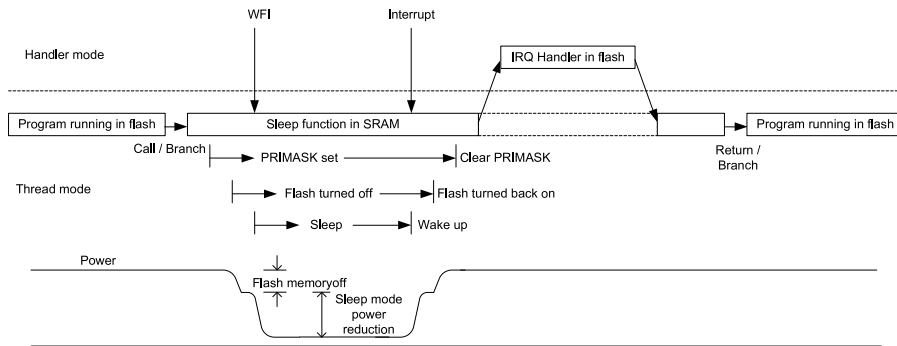 WFI
Interrupt
Handler mode
IRQ Handler in flash
Program running in flash
Sleep function in SRAM
Program running in flash
Call / Branch
PRIMASK set
Clear PRIMASK
Return /
Branch
Thread mode
Flash turned off
Flash turned back on
Sleep
Wake up
Power
Flash memoryoff
Sleep mode
power
reduction